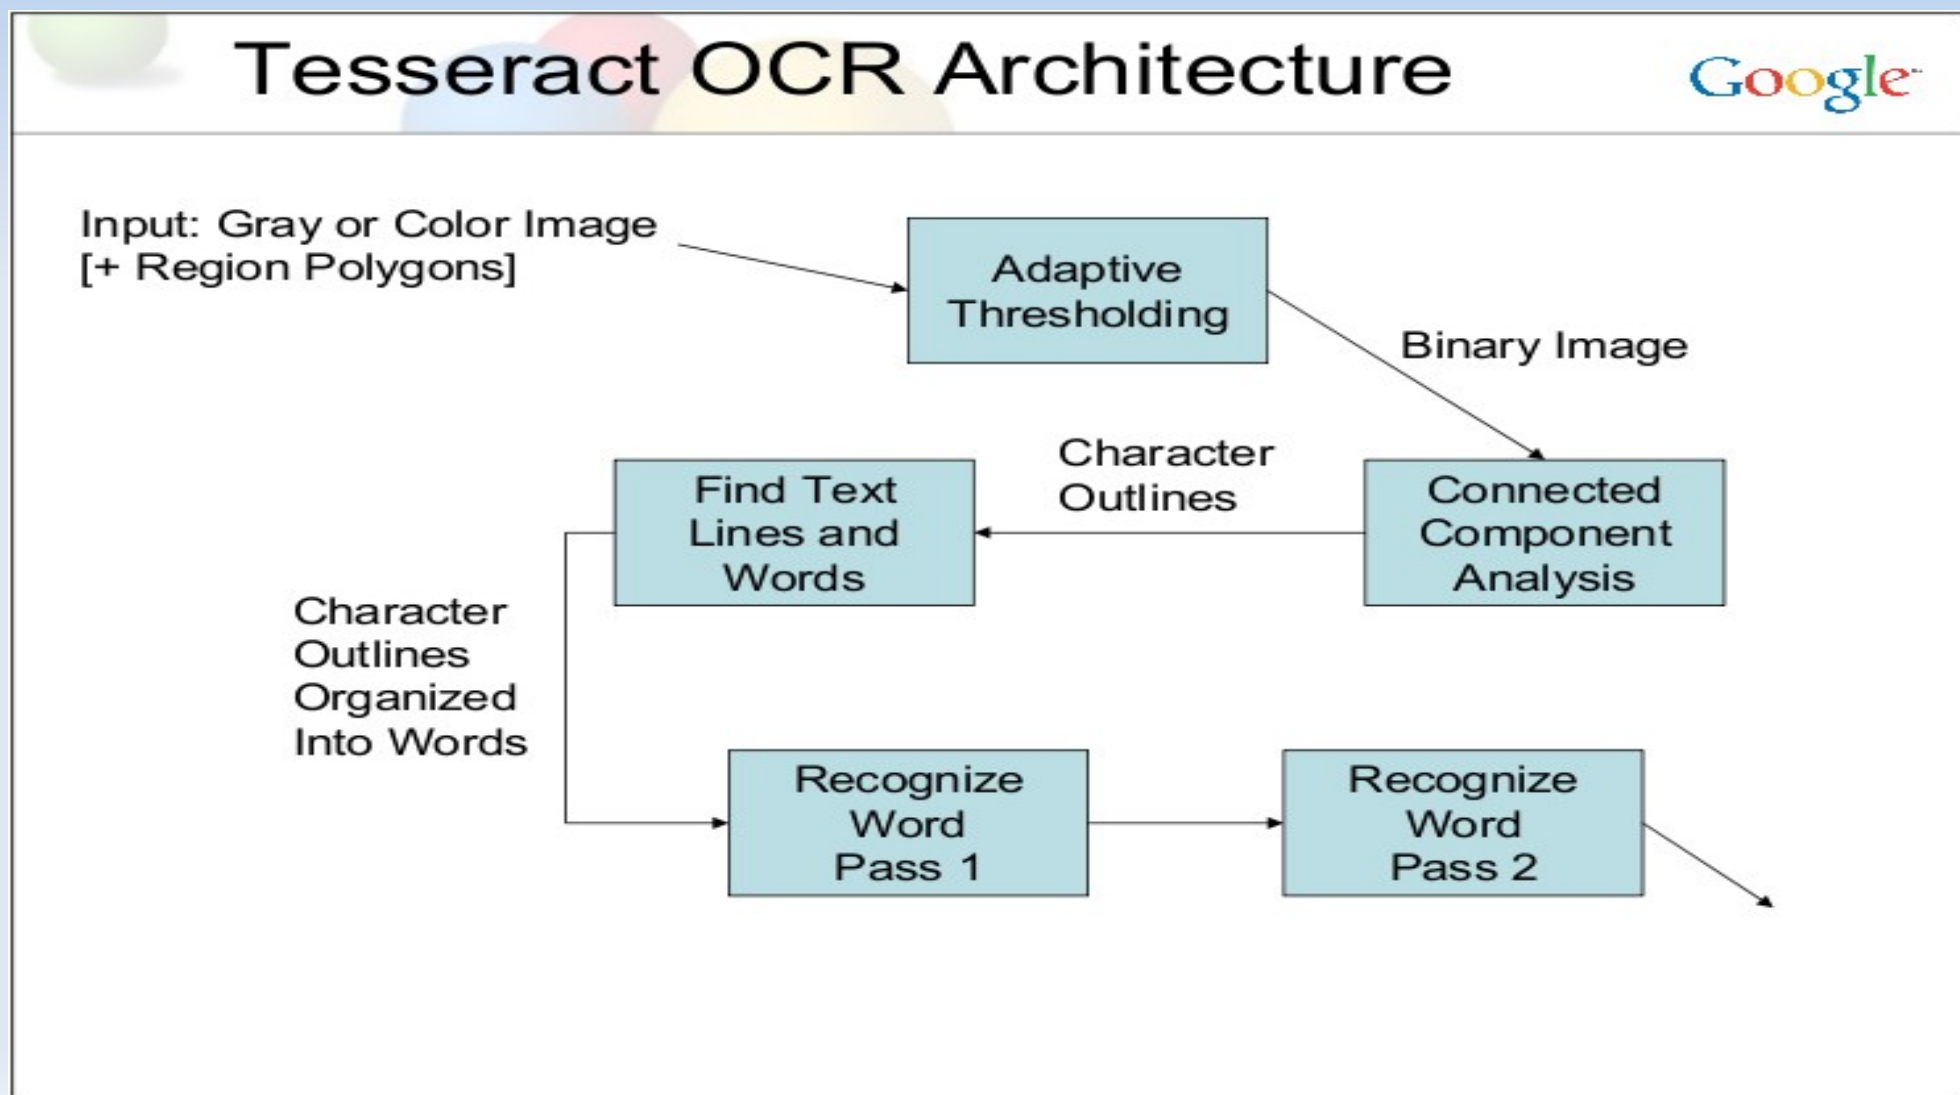 Tesseract OCR Architecture
Google
Input: Gray or Color Image
[+ Region Polygons]
Adaptive
Thresholding
Binary Image
Connected
Component
Analysis
Character
Outlines
Find Text
Lines and
Words
Character
Outlines
Organized
Into Words
Recognize
Word
Pass 1
Recognize
Word
Pass 2